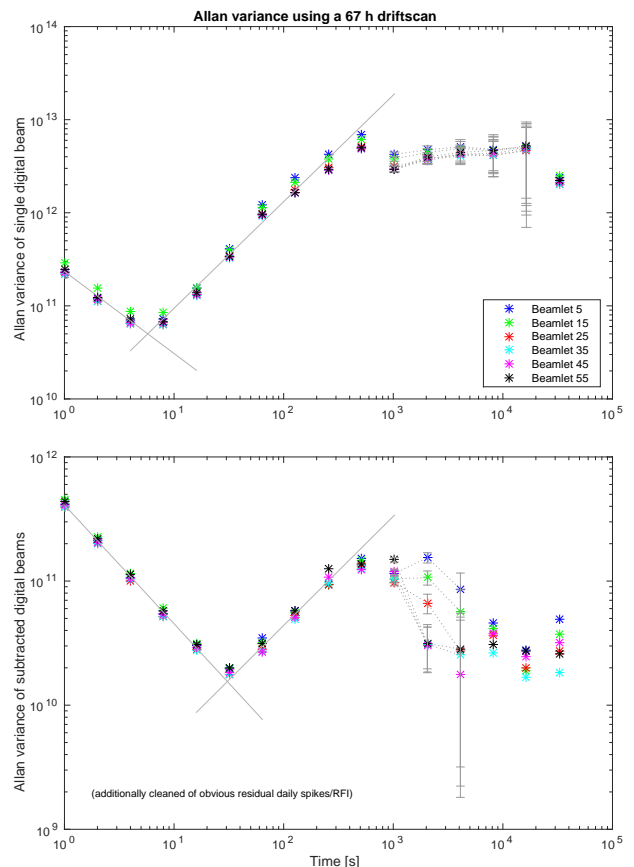 Allan variance using a 67 h driftscan
10^14
10^13
10^12
10^11
10^10
Allan variance of single digital beam
Beamlet 5
Beamlet 15
Beamlet 25
Beamlet 35
Beamlet 45
Beamlet 55
10^0 10^1 10^2 10^3 10^4 10^5
10^12
10^11
10^10
10^9
Allan variance of subtracted digital beams
(additionally cleaned of obvious residual daily spikes/RFI)
10^0 10^1 10^2 10^3 10^4 10^5
Time [s]